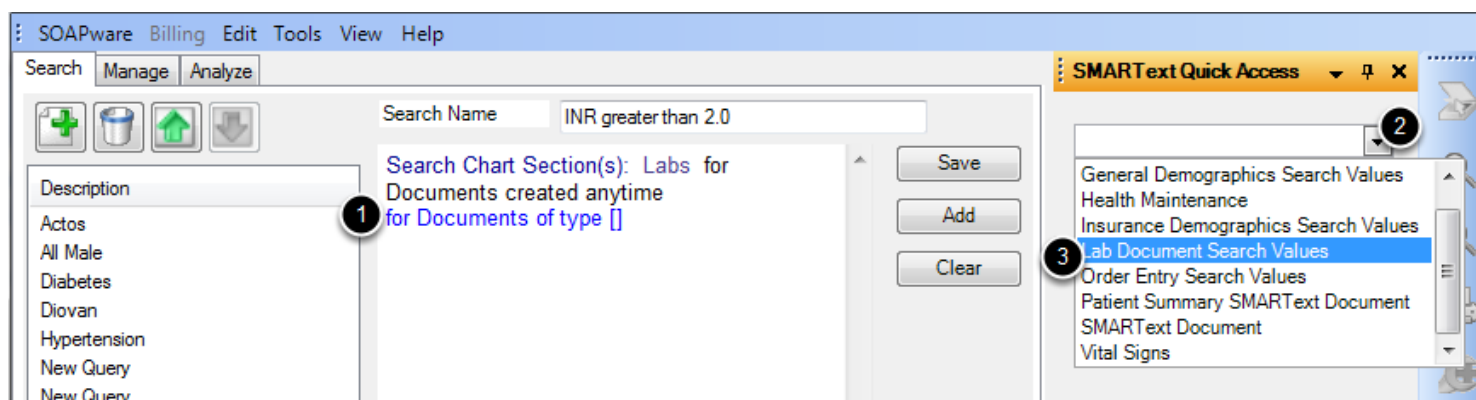 SOAPware Billing Edit Tools View Help
Search Manage Analyze
Search Name INR greater than 2.0
Description
Actos
All Male
Diabetes
Diovan
Hypertension
New Query
New Query
1
Search Chart Section(s): Labs for
Documents created anytime
for Documents of type []
Save
Add
Clear
SMARText Quick Access
2
General Demographics Search Values
Health Maintenance
Insurance Demographics Search Values
3 Lab Document Search Values
Order Entry Search Values
Patient Summary SMARText Document
SMARText Document
Vital Signs